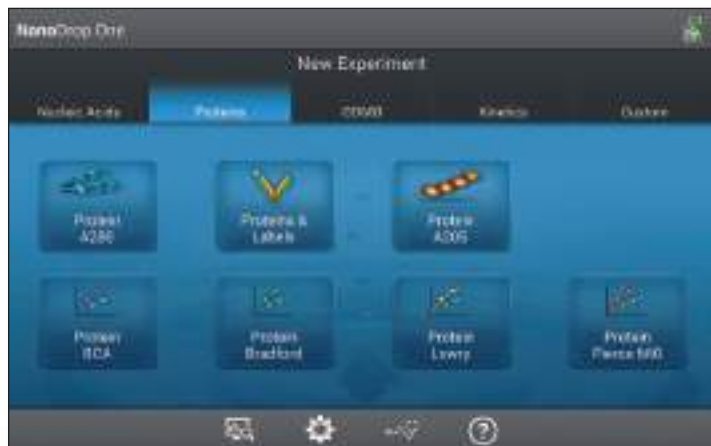 NanoDrop One
New Experiment
Nucleic Acids
Proteins
OD600
Kinetics
Custom
Protein
A280
Proteins &
Labels
Protein
A205
Protein
BCA
Protein
Bradford
Protein
Lowry
Protein
Pierce 660
?